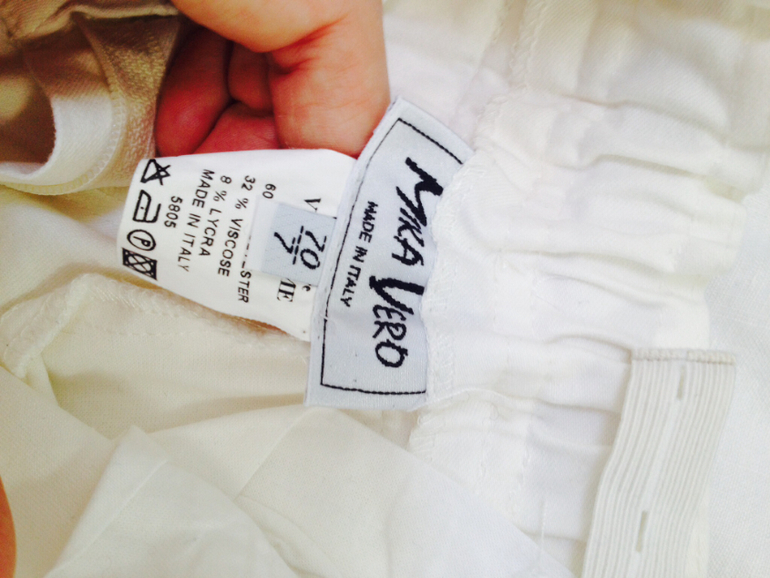 MIKA VERO
MADE IN ITALY
70
7
60
32 % VISCOSE
8 % LYCRA
MADE IN ITALY
5805
P